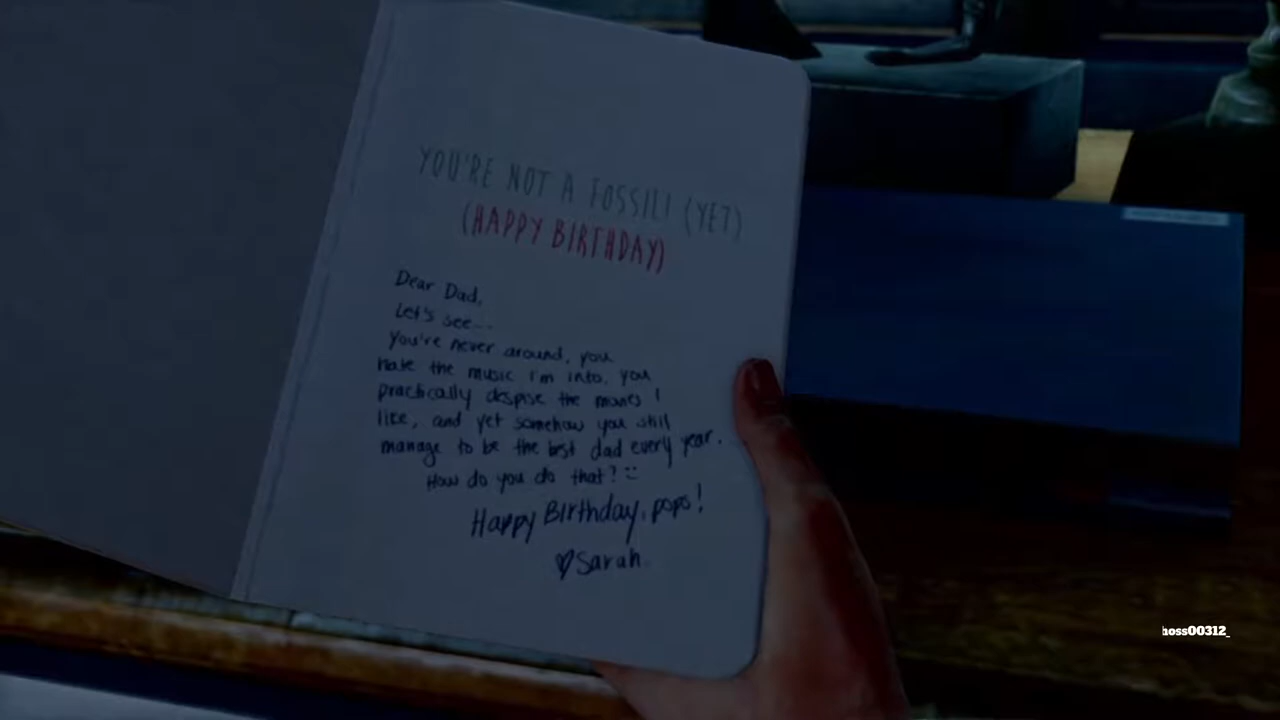 YOU'RE NOT A FOSSIL! (YET)
(HAPPY BIRTHDAY)
Dear Dad,
Let's see...
You're never around, you
hate the music I'm into, you
practically despise the movies I
like, and yet somehow you still
manage to be the best dad every year.
How do you do that? :)
Happy Birthday, pops!
♥Sarah
hoss00312_